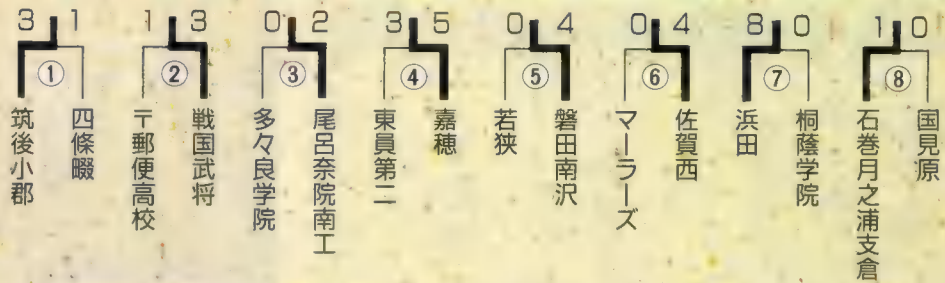 3 1
①
筑後小郡
四條畷
1 3
②
〒郵便高校
戦国武将
0 2
③
多々良学院
尾呂奈院南工
3 5
④
東員第二
嘉穂
0 4
⑤
若狭
磐田南沢
0 4
⑥
マーラーズ
佐賀西
8 0
⑦
浜田
桐蔭学院
1 0
⑧
石巻月之浦支倉
国見原